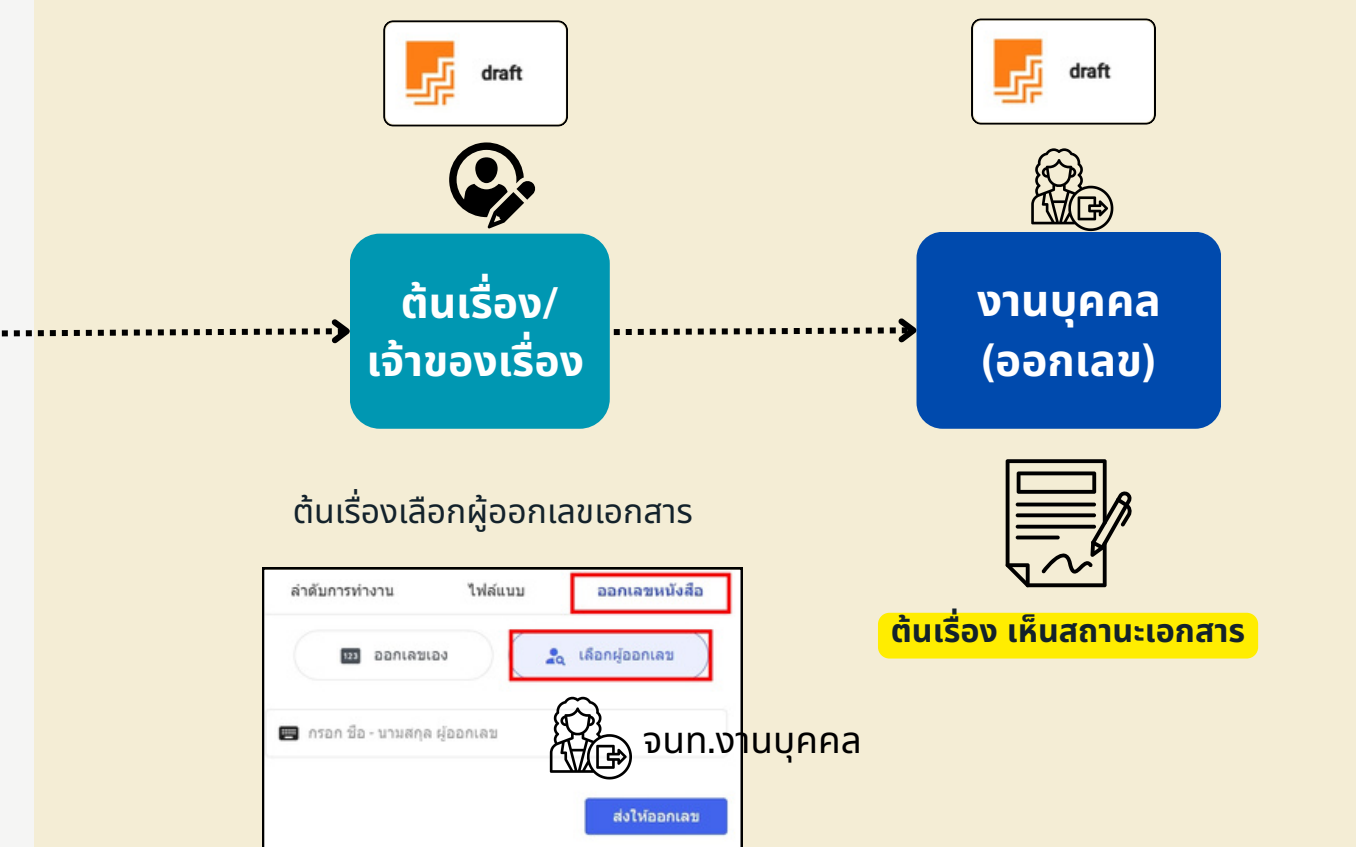 draft
draft
ต้นเรื่อง/
เจ้าของเรื่อง
งานบุคคล
(ออกเลข)
ต้นเรื่องเลือกผู้ออกเลขเอกสาร
ลำดับการทำงาน ไฟล์แนบ ออกเลขหนังสือ
123 ออกเลขเอง เลือกผู้ออกเลข
กรอก ชื่อ - นามสกุล ผู้ออกเลข
จนท.งานบุคคล
ส่งให้ออกเลข
ต้นเรื่อง เห็นสถานะเอกสาร